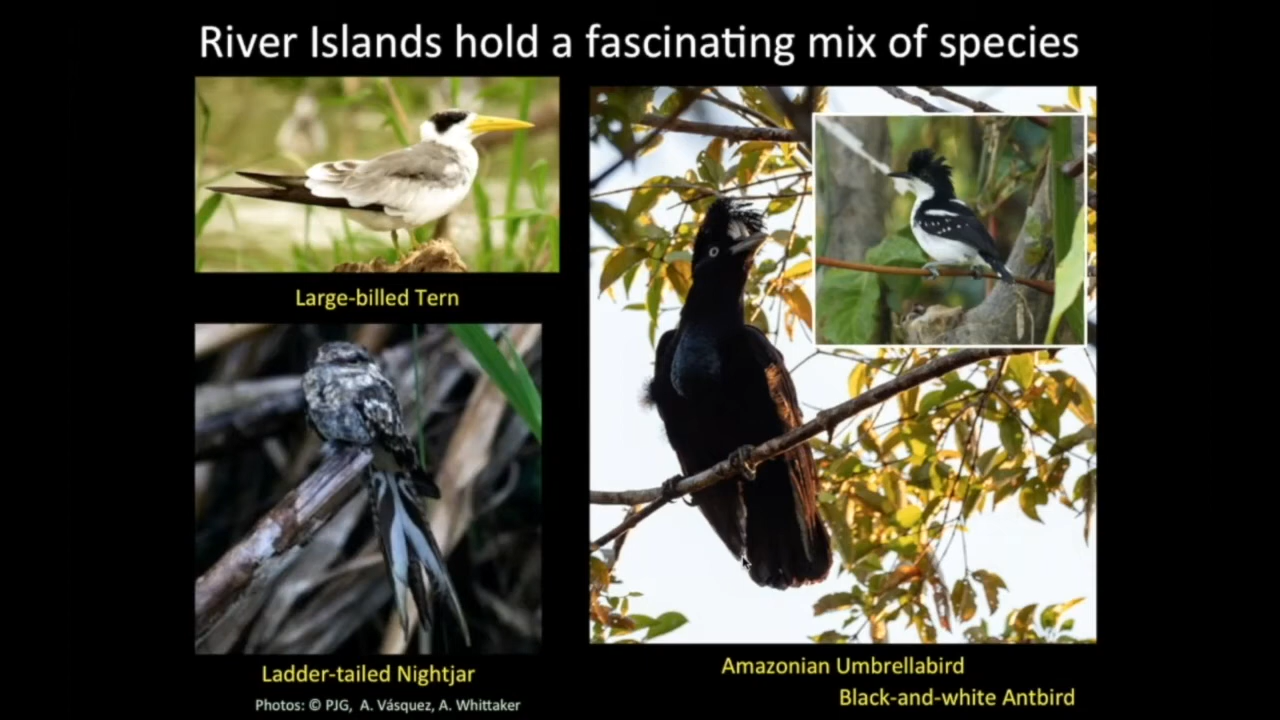 River Islands hold a fascinating mix of species
Large-billed Tern
Ladder-tailed Nightjar
Photos: © PJG, A. Vásquez, A. Whittaker
Amazonian Umbrellabird
Black-and-white Antbird